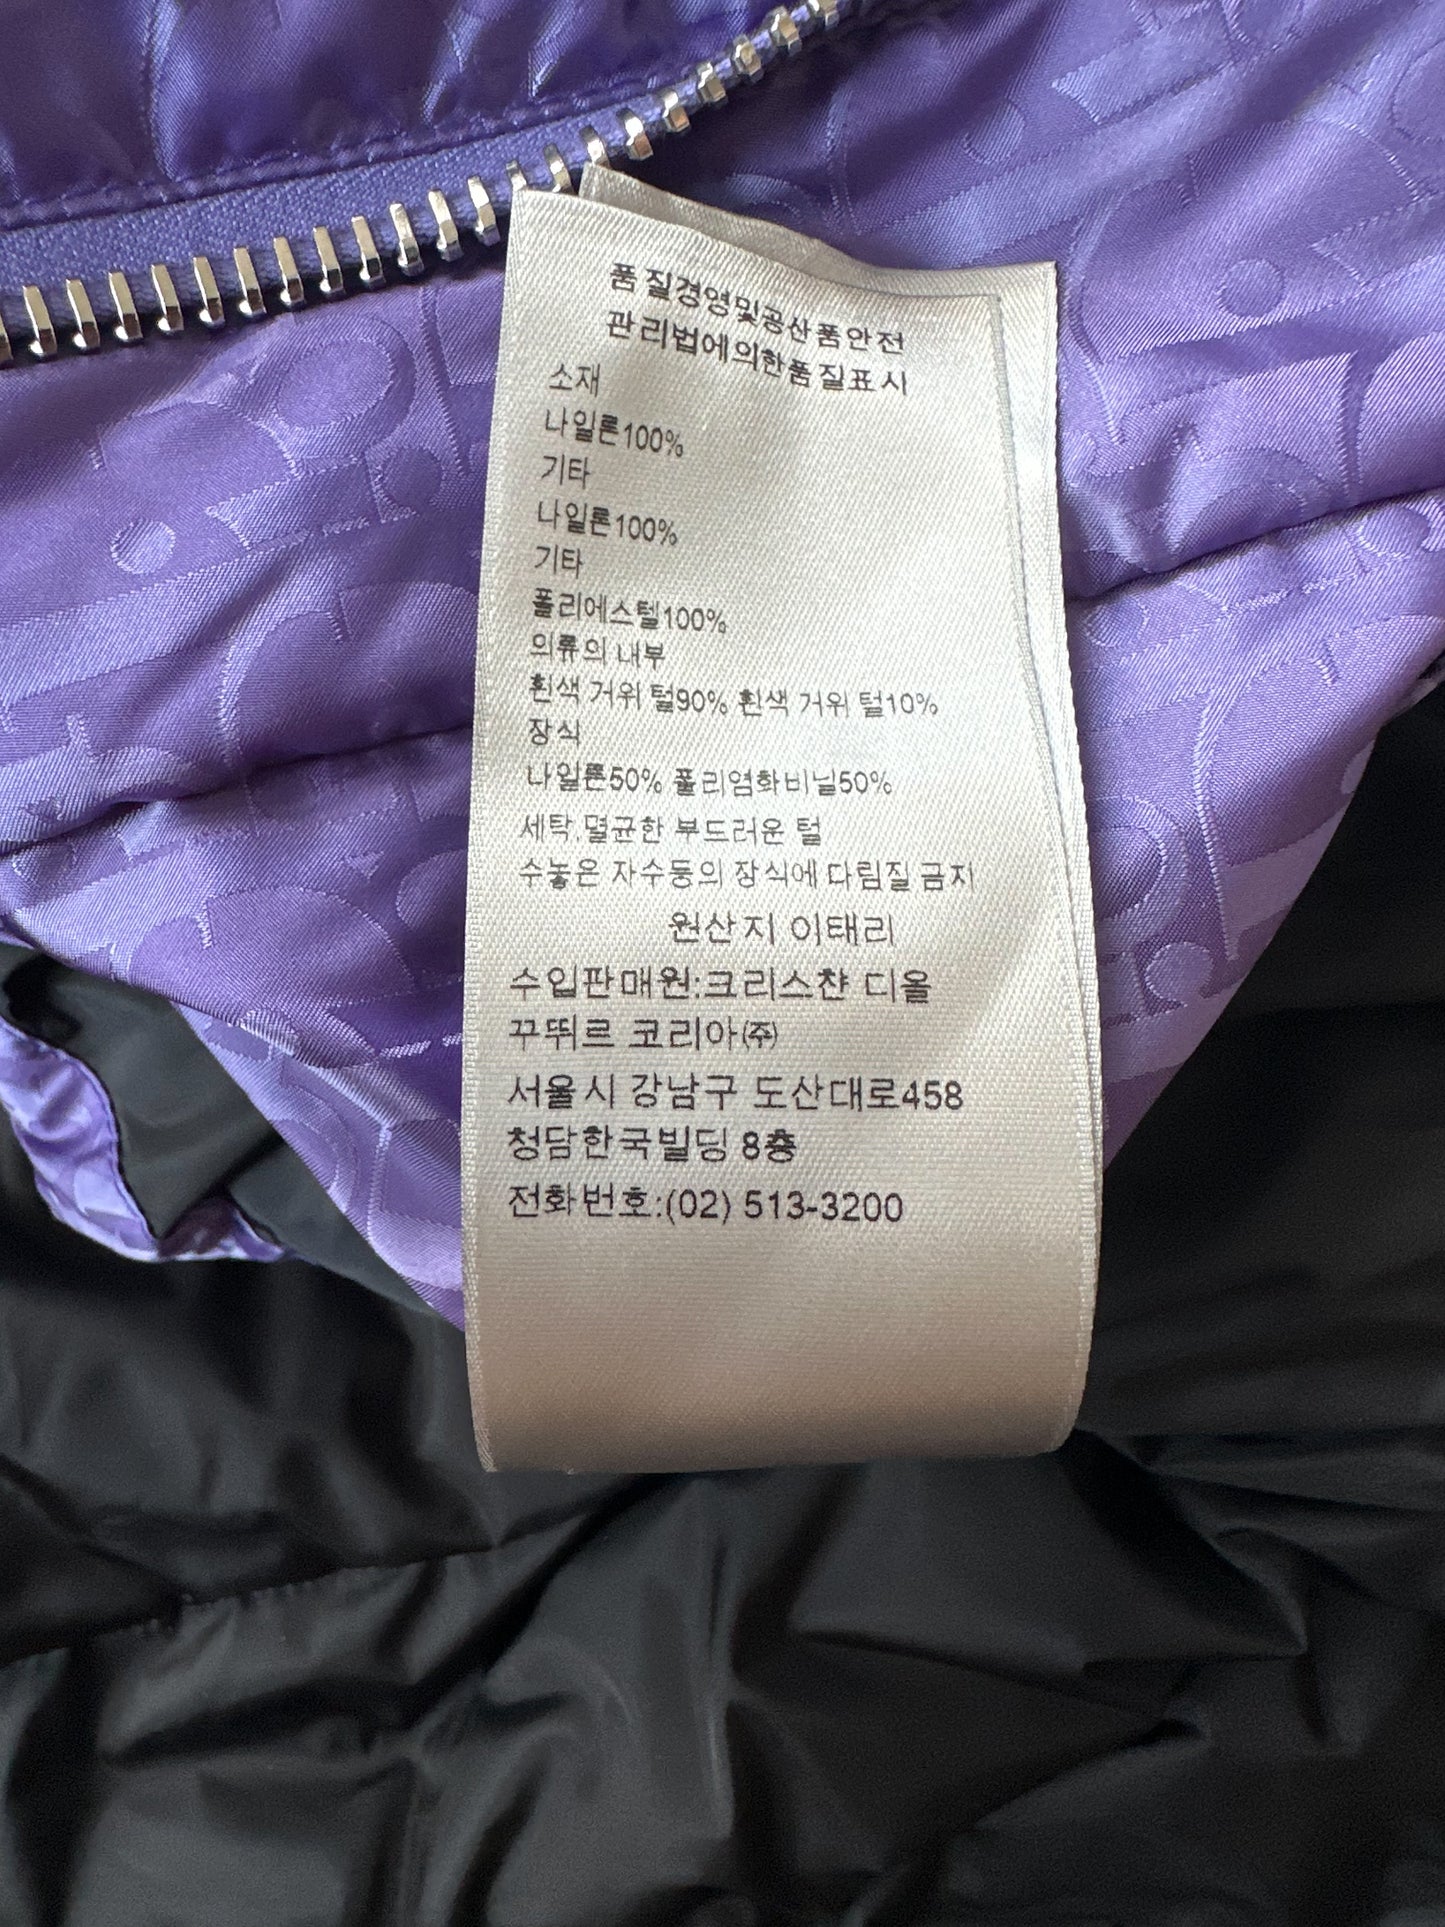 품질경영및공산품안전
관리법에의한품질표시
소재
나일론100%
기타
나일론100%
기타
폴리에스텔100%
의류의 내부
흰색 거위 털90% 흰색 거위 털10%
장식
나일론50% 폴리염화비닐50%
세탁.멸균한 부드러운 털
수놓은 자수등의 장식에 다림질 금지
원산지 이태리
수입판매원:크리스챤 디올
꾸뛰르 코리아㈜
서울시 강남구 도산대로458
청담한국빌딩 8층
전화번호:(02) 513-3200